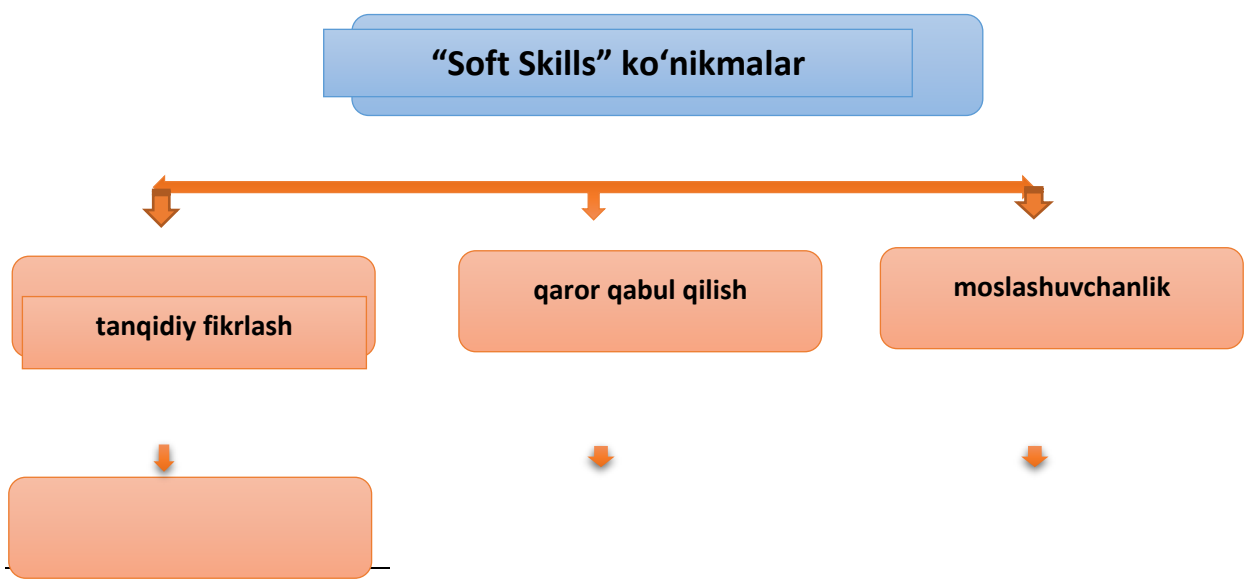 “Soft Skills” ko‘nikmalar
tanqidiy fikrlash
qaror qabul qilish
moslashuvchanlik